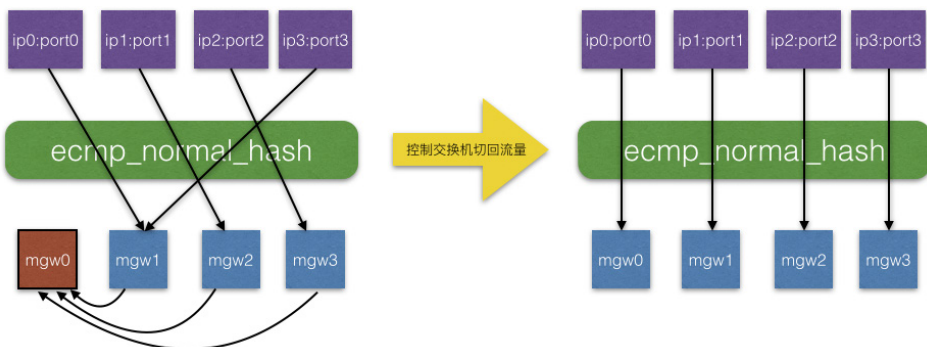 ip0:port0 ip1:port1 ip2:port2 ip3:port3
ecmp_normal_hash
mgw0 mgw1 mgw2 mgw3
控制交换机切回流量
ip0:port0 ip1:port1 ip2:port2 ip3:port3
ecmp_normal_hash
mgw0 mgw1 mgw2 mgw3